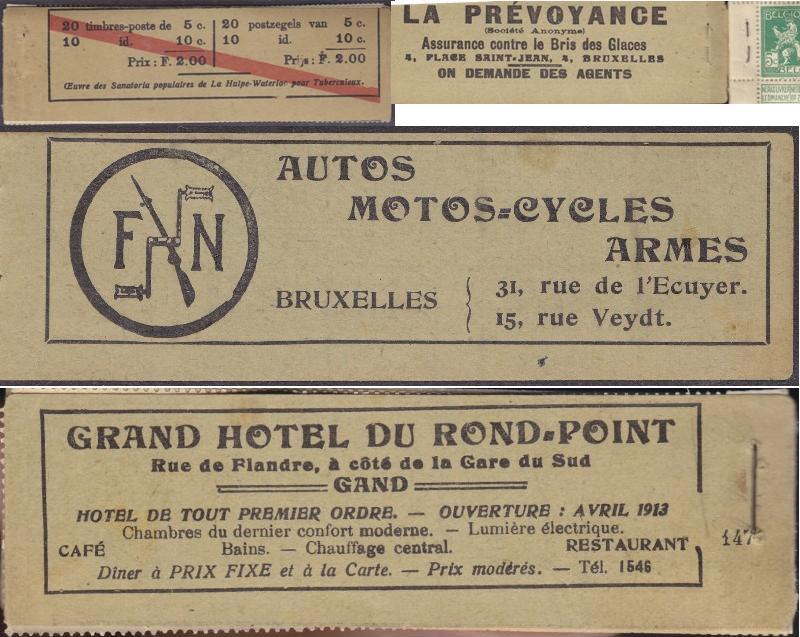 20 timbres-poste de 5 c.
10 id. 10 c.
Prix : F. 2.00
20 postzegels van 5 c.
10 id. 10 c.
Prijs : F. 2.00
Œuvre des Sanatoria populaires de La Hulpe-Waterloo pour Tuberculeux.
LA PRÉVOYANCE
(Société Anonyme)
Assurance contre le Bris des Glaces
4, PLACE SAINT-JEAN, 4, BRUXELLES
ON DEMANDE DES AGENTS
F N
AUTOS
MOTOS=CYCLES
ARMES
BRUXELLES
31, rue de l'Ecuyer.
15, rue Veydt.
GRAND HOTEL DU ROND=POINT
Rue de Flandre, à côté de la Gare du Sud
GAND
HOTEL DE TOUT PREMIER ORDRE. — OUVERTURE : AVRIL 1913
Chambres du dernier confort moderne. — Lumière électrique.
CAFÉ Bains. — Chauffage central. RESTAURANT
Dîner à PRIX FIXE et à la Carte. — Prix modérés. — Tél. 1546
147